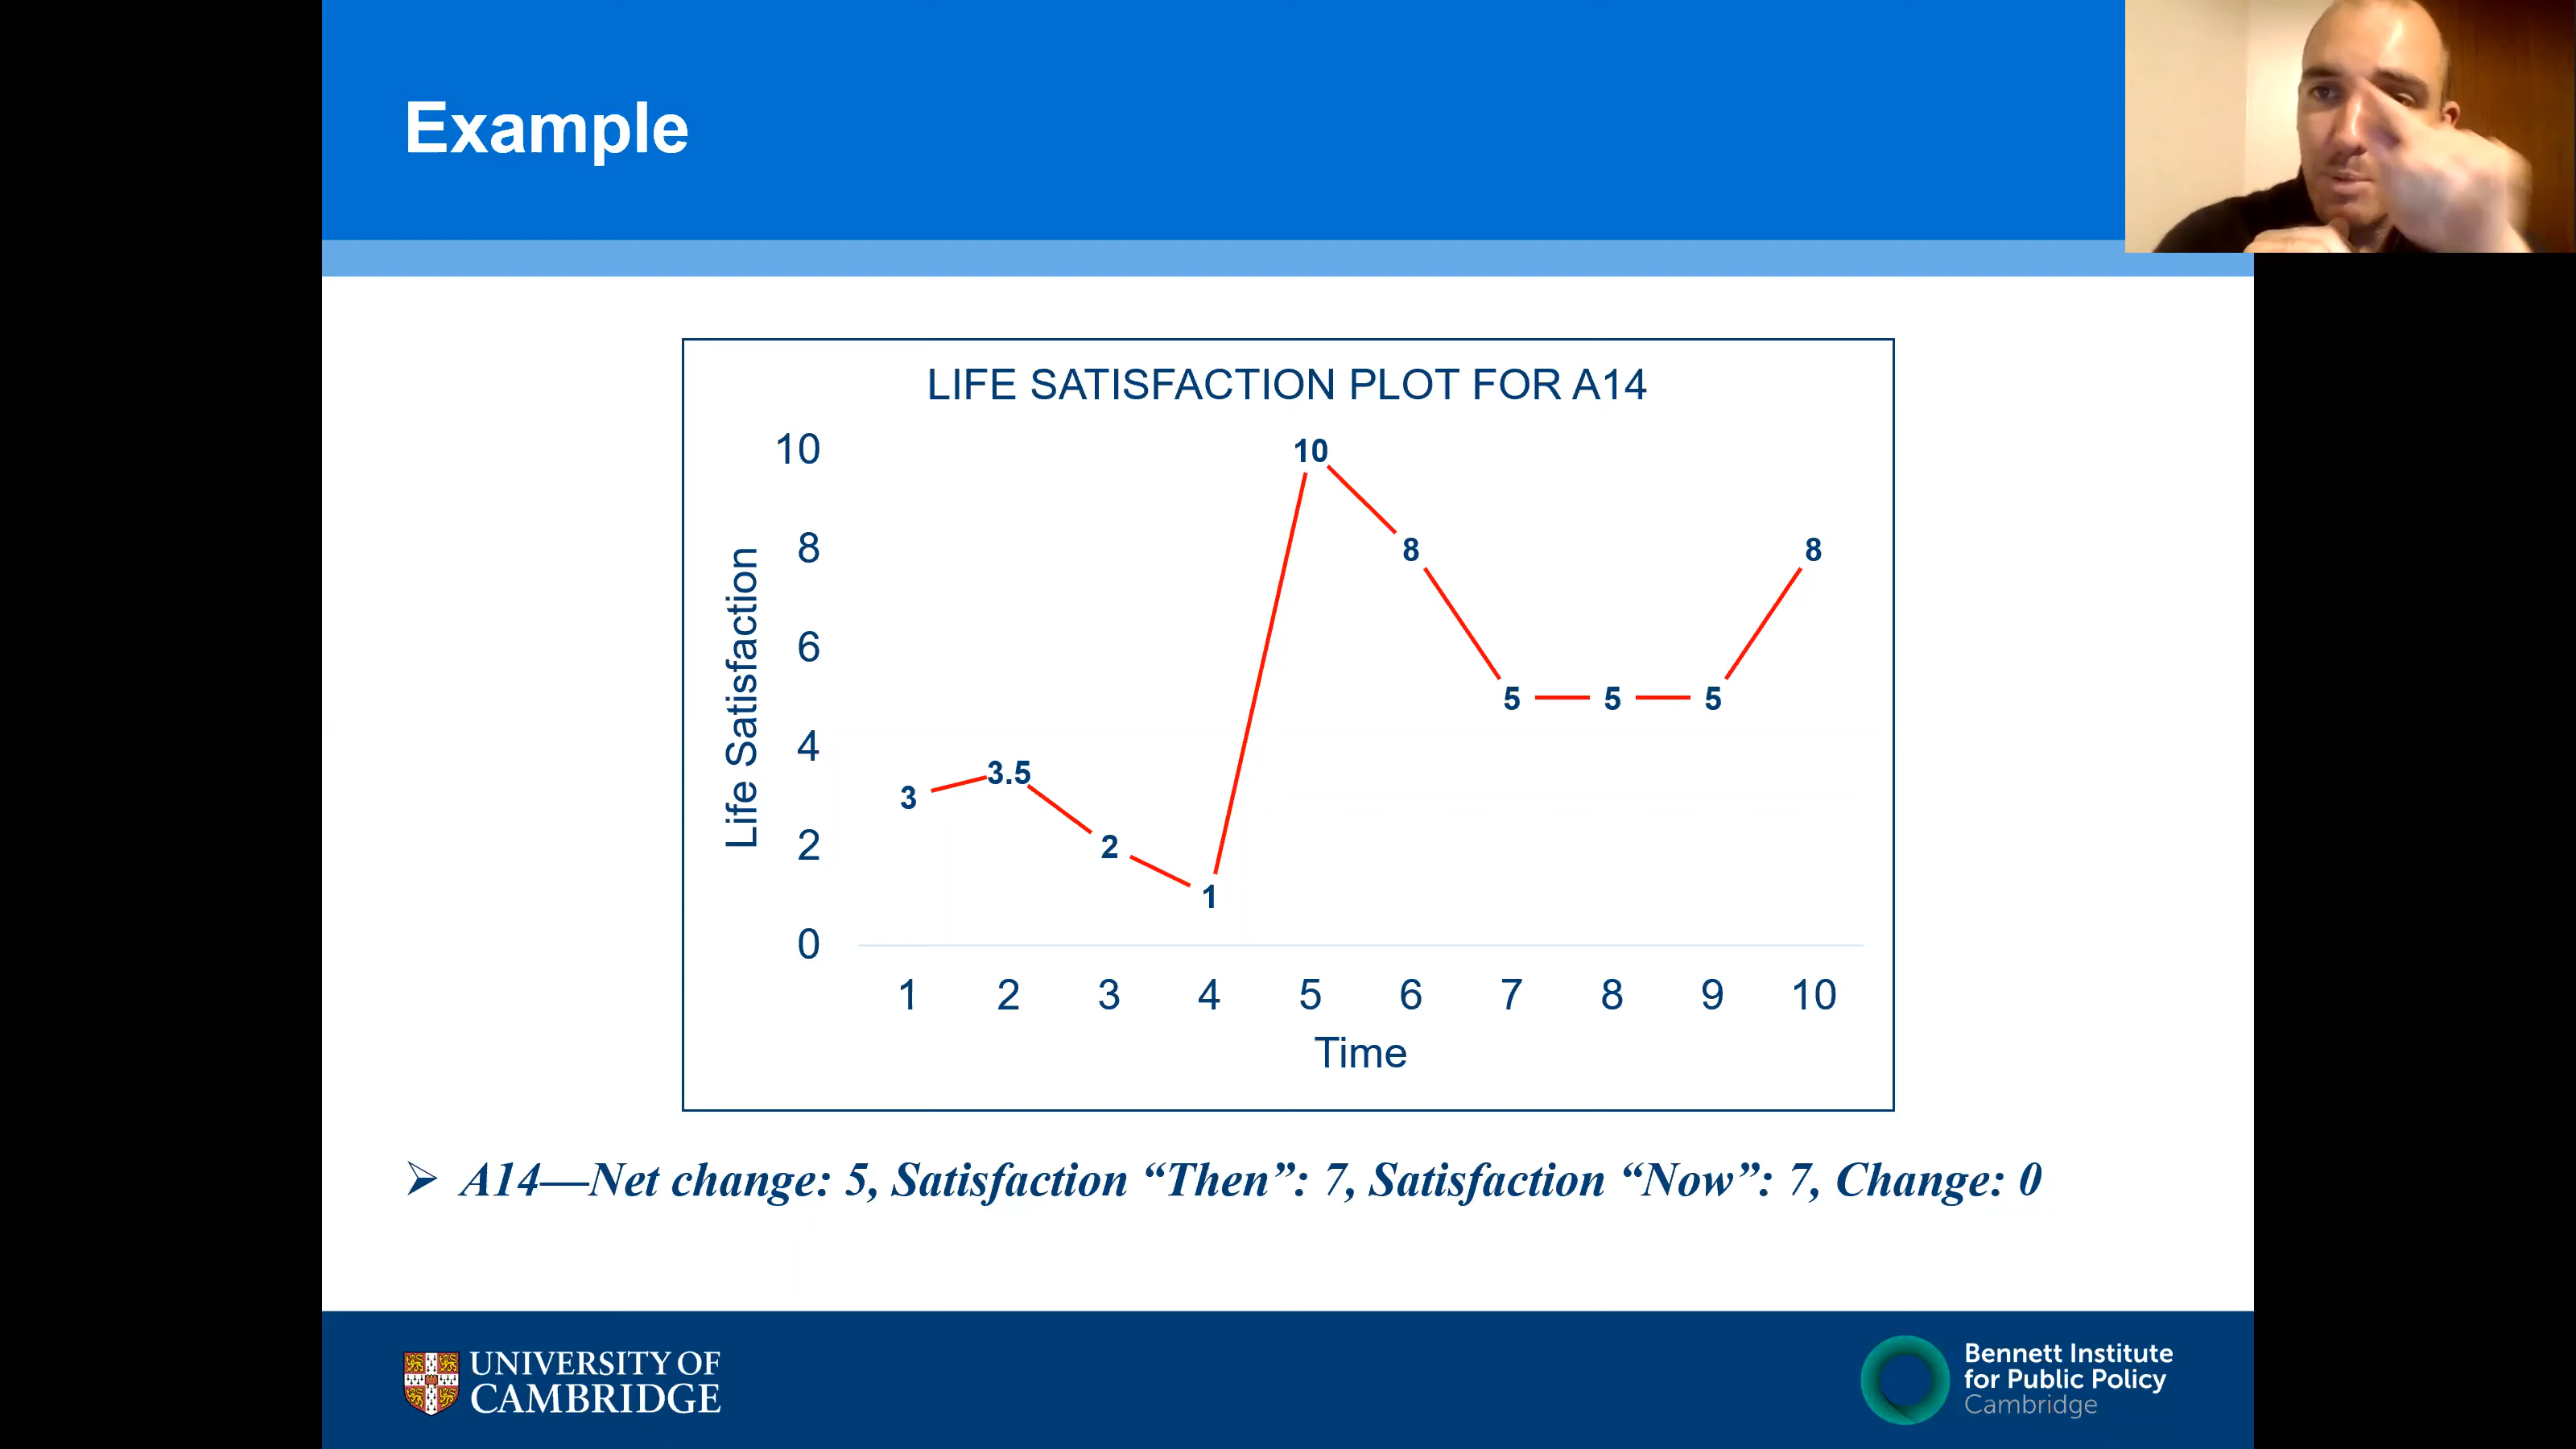 Example
LIFE SATISFACTION PLOT FOR A14
Life Satisfaction
10
8
6
4
2
0
3
3.5
2
1
10
8
5
5
5
8
1 2 3 4 5 6 7 8 9 10
Time
A14—Net change: 5, Satisfaction “Then”: 7, Satisfaction “Now”: 7, Change: 0
UNIVERSITY OF
CAMBRIDGE
Bennett Institute
for Public Policy
Cambridge